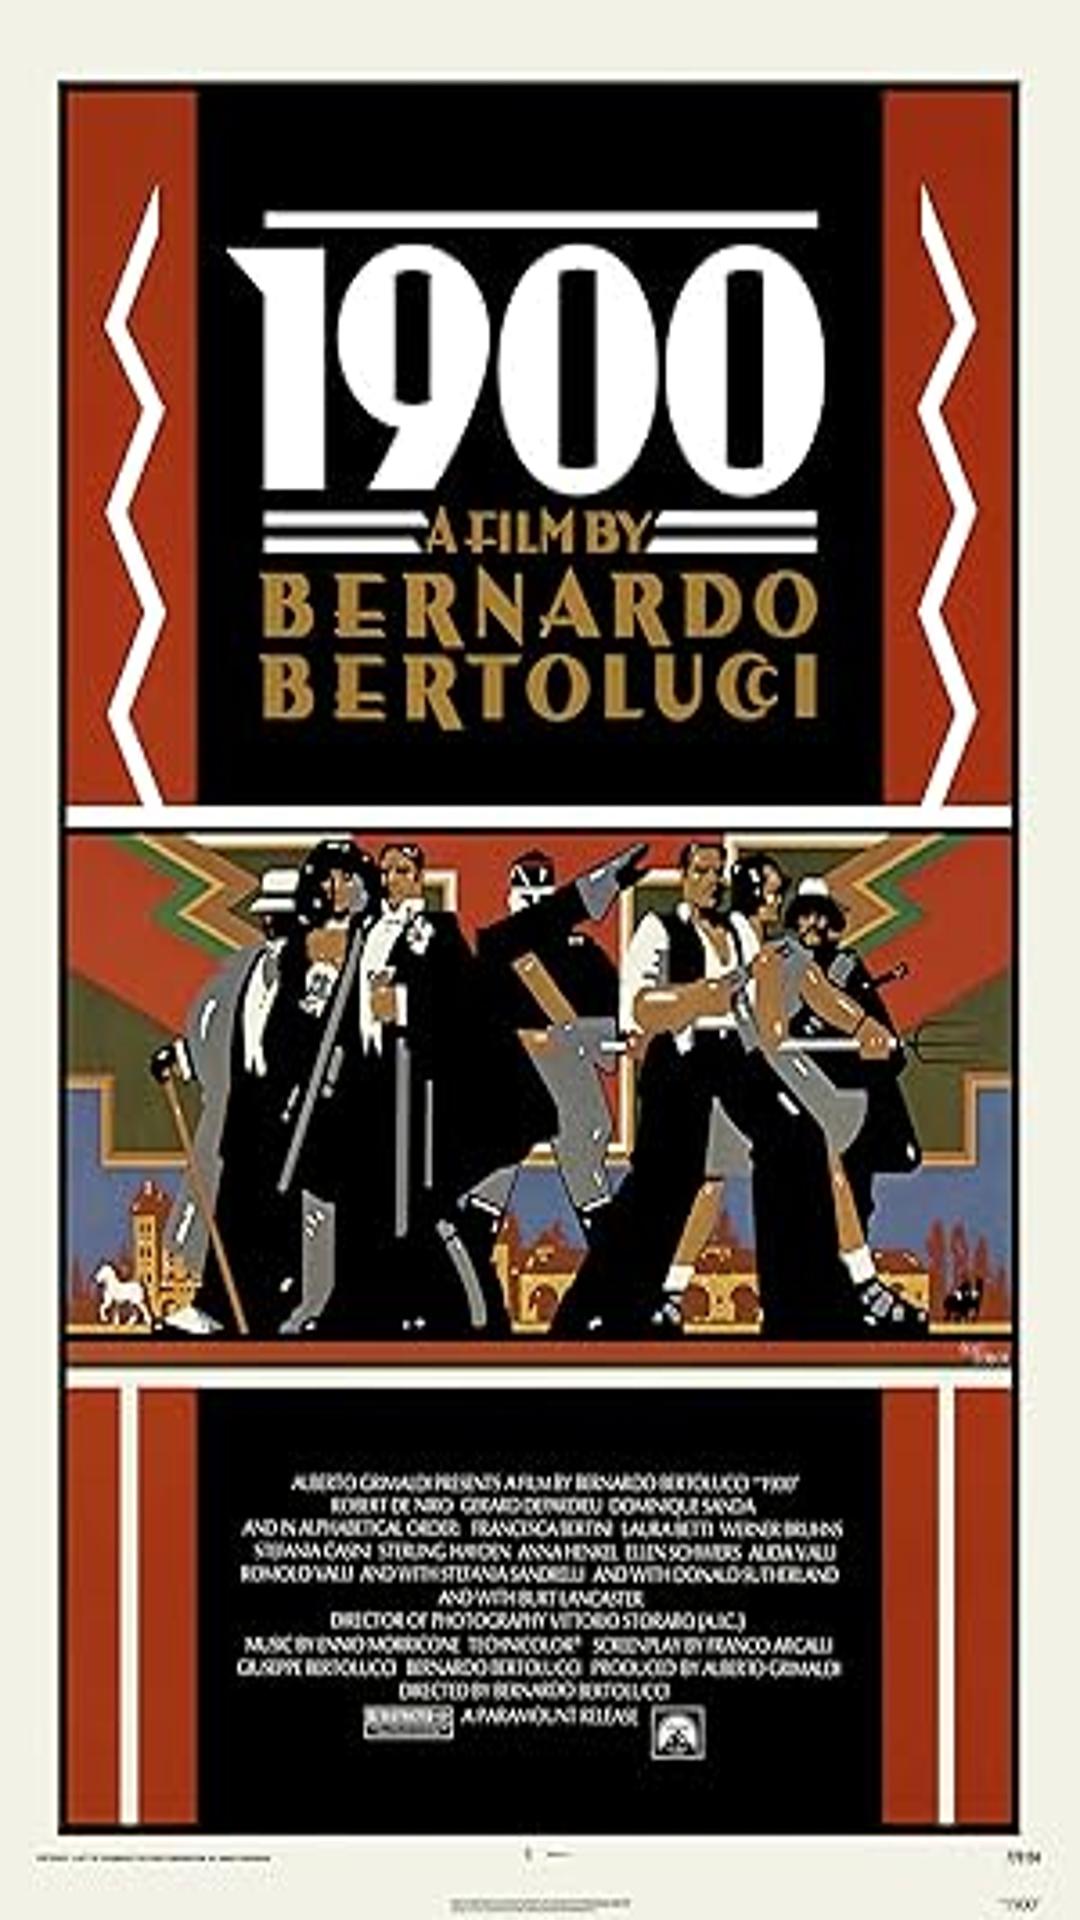 1900
A FILM BY
BERNARDO
BERTOLUCCI
ALBERTO GRIMALDI PRESENTS A FILM BY BERNARDO BERTOLUCCI "1900"
ROBERT DE NIRO GERARD DEPARDIEU DOMINIQUE SANDA
AND IN ALPHABETICAL ORDER: FRANCESCA BERTINI LAURA BETTI WERNER BRUHNS
STEFANIA CASINI STERLING HAYDEN ANNA HENKEL ELLEN SCHWIERS ALIDA VALLI
ROMOLO VALLI AND WITH STEFANIA SANDRELLI AND WITH DONALD SUTHERLAND
AND WITH BURT LANCASTER
DIRECTOR OF PHOTOGRAPHY VITTORIO STORARO (A.I.C.)
MUSIC BY ENNIO MORRICONE TECHNICOLOR® SCREENPLAY BY FRANCO ARCALLI
GIUSEPPE BERTOLUCCI BERNARDO BERTOLUCCI PRODUCED BY ALBERTO GRIMALDI
DIRECTED BY BERNARDO BERTOLUCCI
A PARAMOUNT RELEASE
"1900"